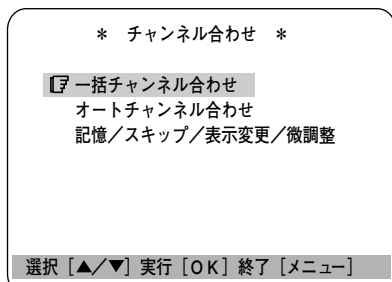 ＊ チャンネル合わせ ＊
☞ 一括チャンネル合わせ
オートチャンネル合わせ
記憶／スキップ／表示変更／微調整
選択［▲／▼］実行［ＯＫ］終了［メニュー］